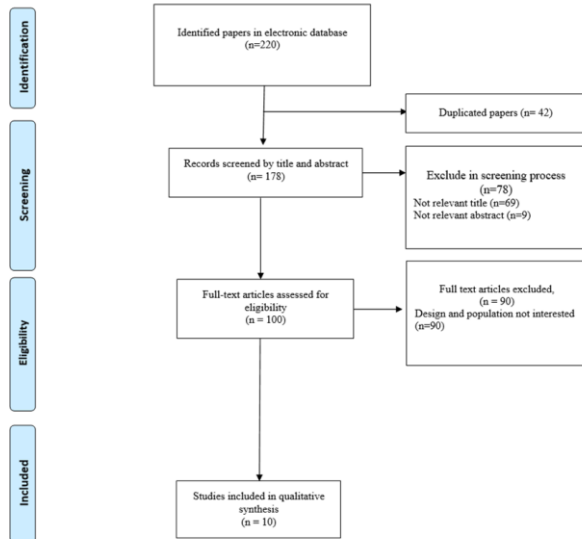 Identification
Identified papers in electronic database
(n=220)
Duplicated papers (n= 42)
Screening
Records screened by title and abstract
(n= 178)
Exclude in screening process
(n=78)
Not relevant title (n=69)
Not relevant abstract (n=9)
Eligibility
Full-text articles assessed for
eligibility
(n = 100)
Full text articles excluded,
(n = 90)
Design and population not interested
(n=90)
Included
Studies included in qualitative
synthesis
(n = 10)